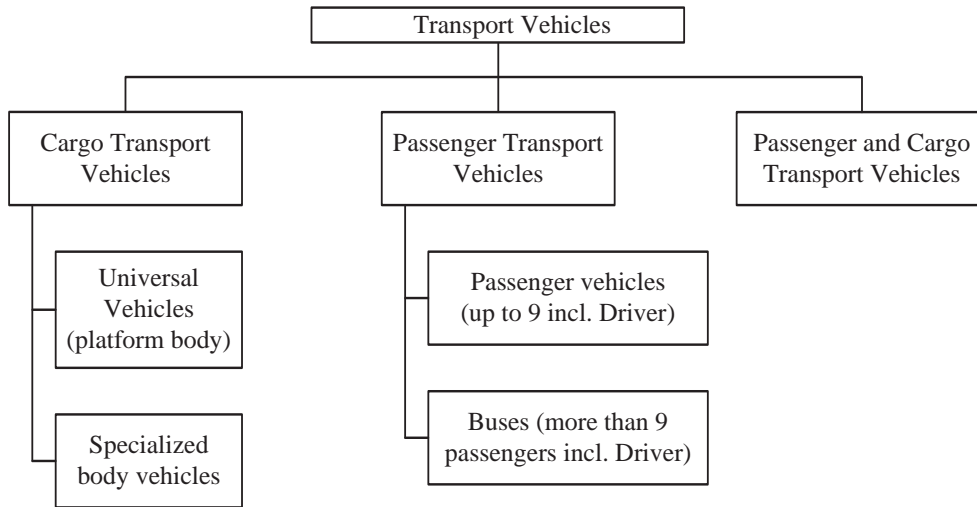 Transport Vehicles
Cargo Transport
Vehicles
Passenger Transport
Vehicles
Passenger and Cargo
Transport Vehicles
Universal
Vehicles
(platform body)
Specialized
body vehicles
Passenger vehicles
(up to 9 incl. Driver)
Buses (more than 9
passengers incl. Driver)